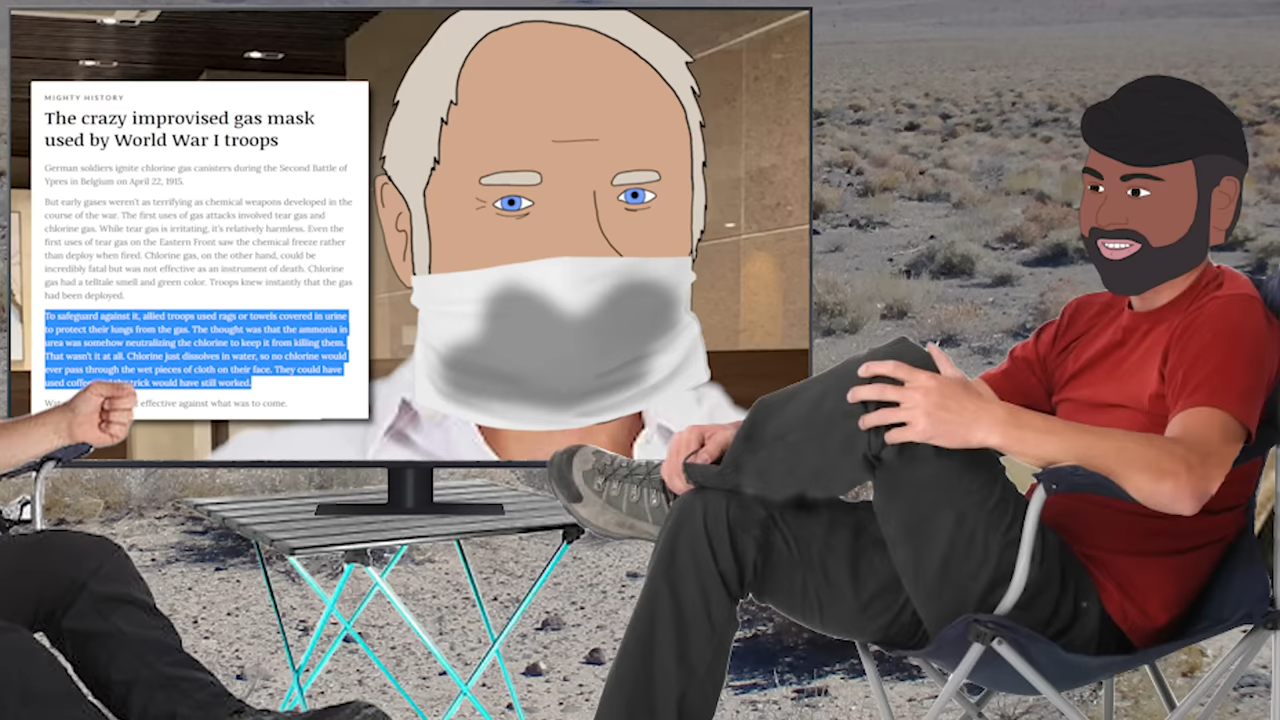 MIGHTY HISTORY
The crazy improvised gas mask
used by World War I troops
German soldiers ignite chlorine gas canisters during the Second Battle of
Ypres in Belgium on April 22, 1915.
But early gases weren't as terrifying as chemical weapons developed in the
course of the war. The first uses of gas attacks involved tear gas and
chlorine gas. While tear gas is irritating, it's relatively harmless. Even the
first uses of tear gas on the Eastern Front saw the chemical freeze rather
than deploy when fired. Chlorine gas, on the other hand, could be
incredibly fatal but was not effective as an instrument of death. Chlorine
gas had a telltale smell and green color. Troops knew instantly that the gas
had been deployed.
To safeguard against it, allied troops used rags or towels covered in urine
to protect their lungs from the gas. The thought was that the ammonia in
urea was somehow neutralizing the chlorine to keep it from killing them.
That wasn't it at all. Chlorine just dissolves in water, so no chlorine would
ever pass through the wet pieces of cloth on their face. They could have
used trick would have still worked.
effective against what was to come.